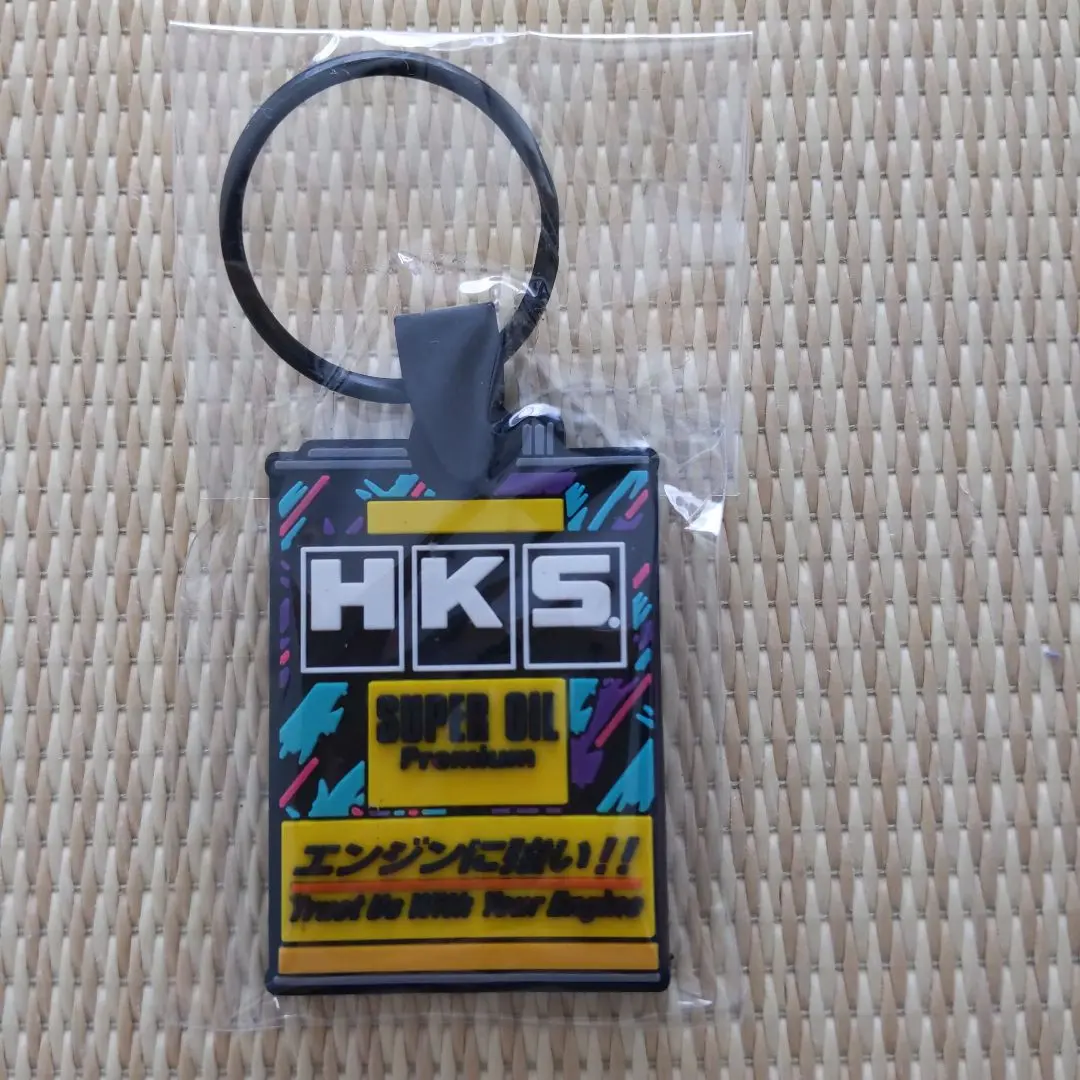 HKS.
SUPER OIL
Premium
エンジンに強い!!
Trust Us With Your Engine